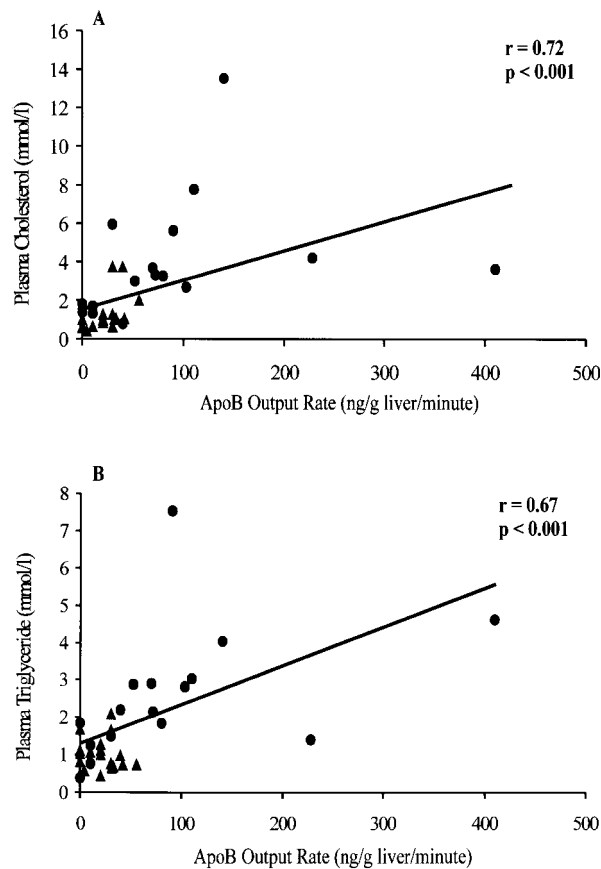 A
r = 0.72
p < 0.001
16
14
12
10
8
6
4
2
0
Plasma Cholesterol (mmol/l)
0 100 200 300 400 500
ApoB Output Rate (ng/g liver/minute)
B
r = 0.67
p < 0.001
8
7
6
5
4
3
2
1
0
Plasma Triglyceride (mmol/l)
0 100 200 300 400 500
ApoB Output Rate (ng/g liver/minute)